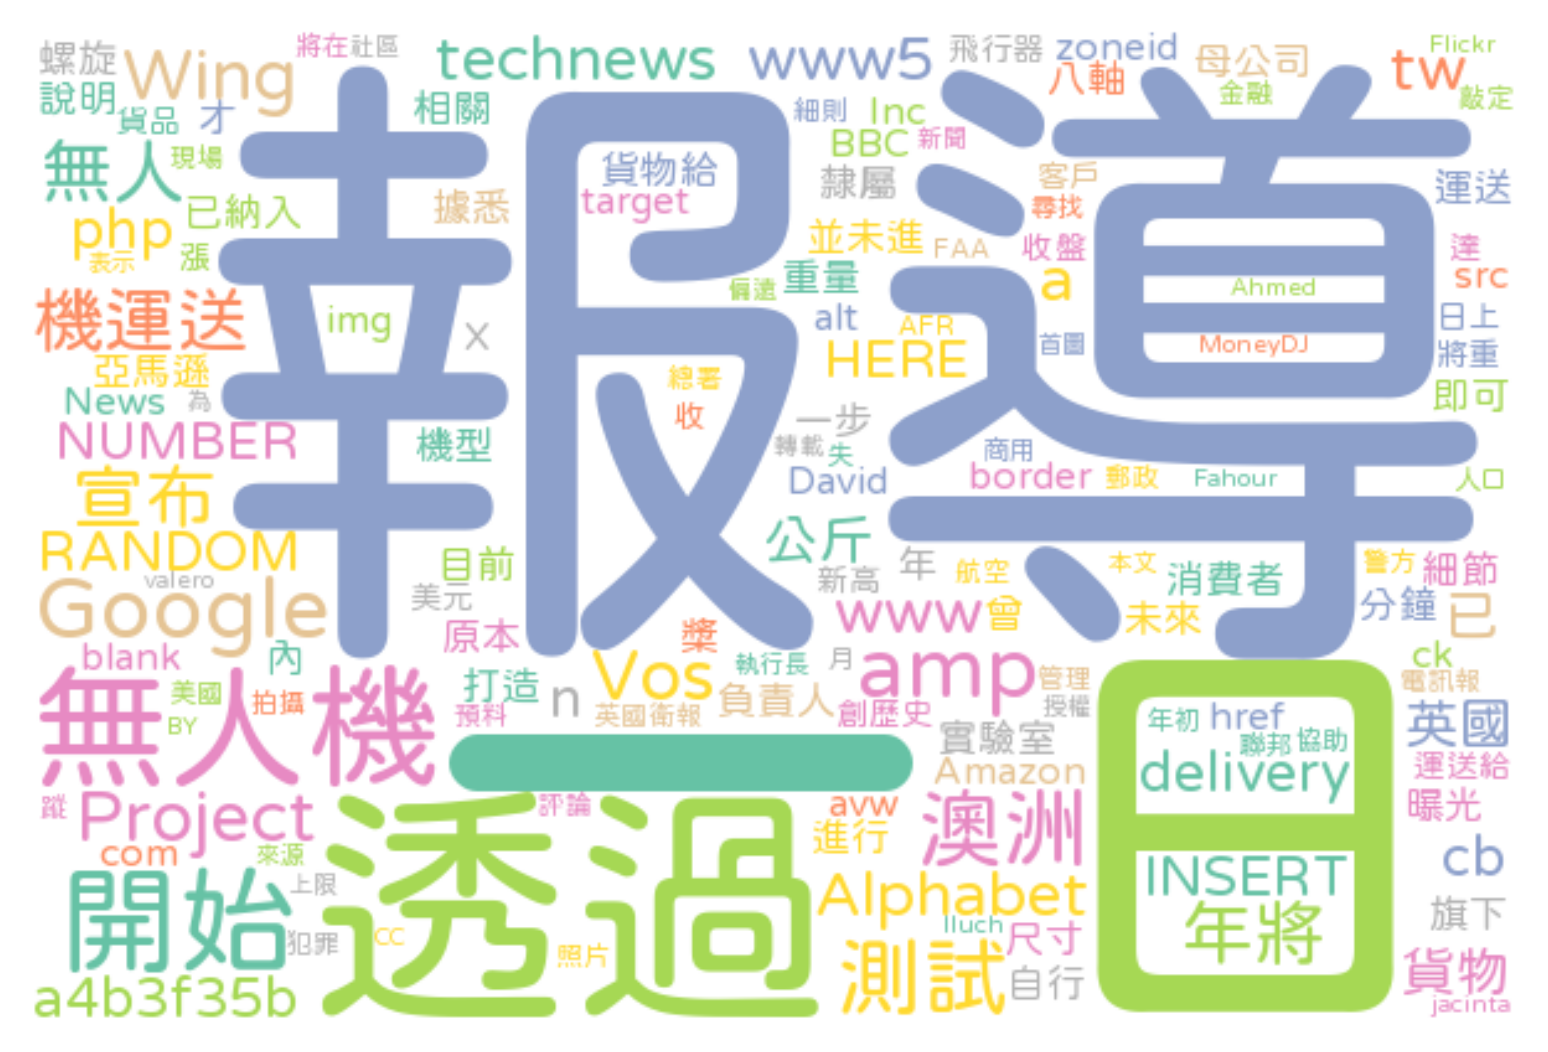 螺旋
Wing
將在
社區
technews
www5
飛行器
zoneid
母公司
Flickr
tw
說明
貨品
才
相關
細則
Inc
八軸
金融
敲定
報導
無人
現場
BBC
新聞
貨物給
target
隸屬
客戶
尋找
運送
php
已納入
據悉
並未進
FAA
收盤
達
表示
張
偏遠
重量
a
Ahmed
src
機運送
img
x
alt
AFR
首圖
MoneyDJ
日上
HERE
將重
亞馬遜
總署
News
為
收
一步
即可
NUMBER
機型
轉載
失
商用
David
border
郵政
Fahour
人口
宣布
公斤
RANDOM
目前
年
航空
本文
警方
細節
valero
新高
消費者
Google
美元
www
曾
未來
分鐘
已
原本
槳
blank
內
Vos
執行長
月
amp
管理
ck
電訊報
無人機
美國
拍攝
打造
n
負責人
BY
預料
英國衛報
創歷史
授權
年初
href
英國
聯邦
協助
一
實驗室
日
delivery
運送給
Amazon
蹤
Project
透過
評論
avw
澳洲
曝光
com
來源
進行
cb
開始
上限
INSERT
Alphabet
年將
旗下
犯罪
CC
照片
lluch
尺寸
測試
自行
貨物
a4b3f35b
jacinta